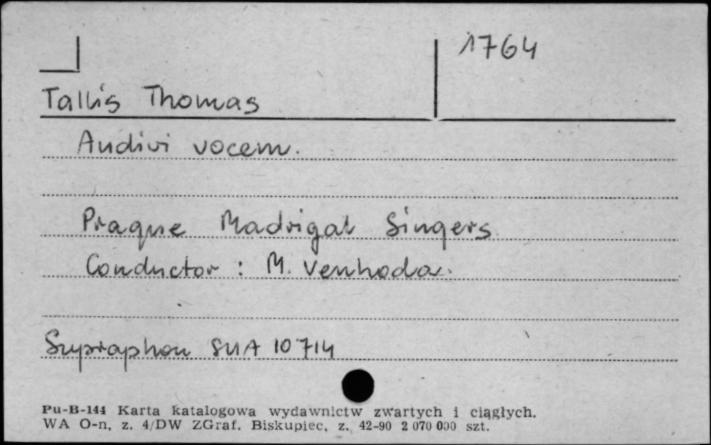 1764
Tallis Thomas
Audivi vocem.
Prague Madrigal Singers
Conductor : M. Venhoda.
Supraphon SUA 10714
Pu-B-144 Karta katalogowa wydawnictw zwartych i ciągłych.
WA O-n, z. 4/DW ZGraf. Biskupiec, z. 42-90 2 070 000 szt.